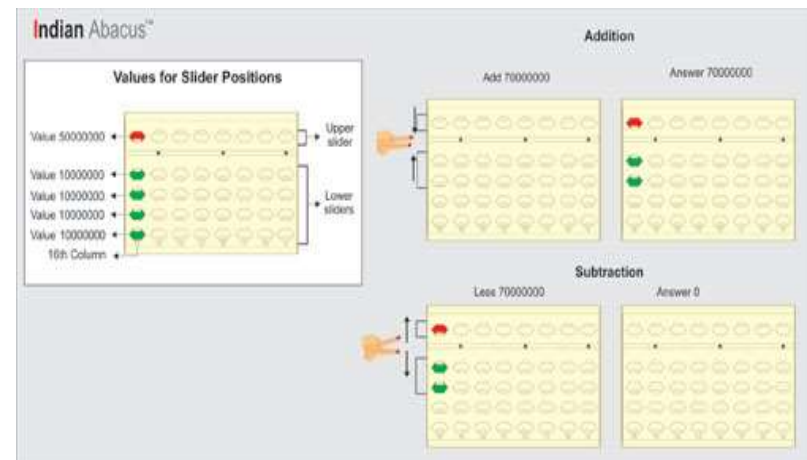 Indian Abacus™
Values for Slider Positions
Value 50000000
Value 10000000
Value 10000000
Value 10000000
Value 10000000
16th Column
Upper
slider
Lower
sliders
Addition
Add 70000000
Answer 70000000
Subtraction
Less 70000000
Answer 0